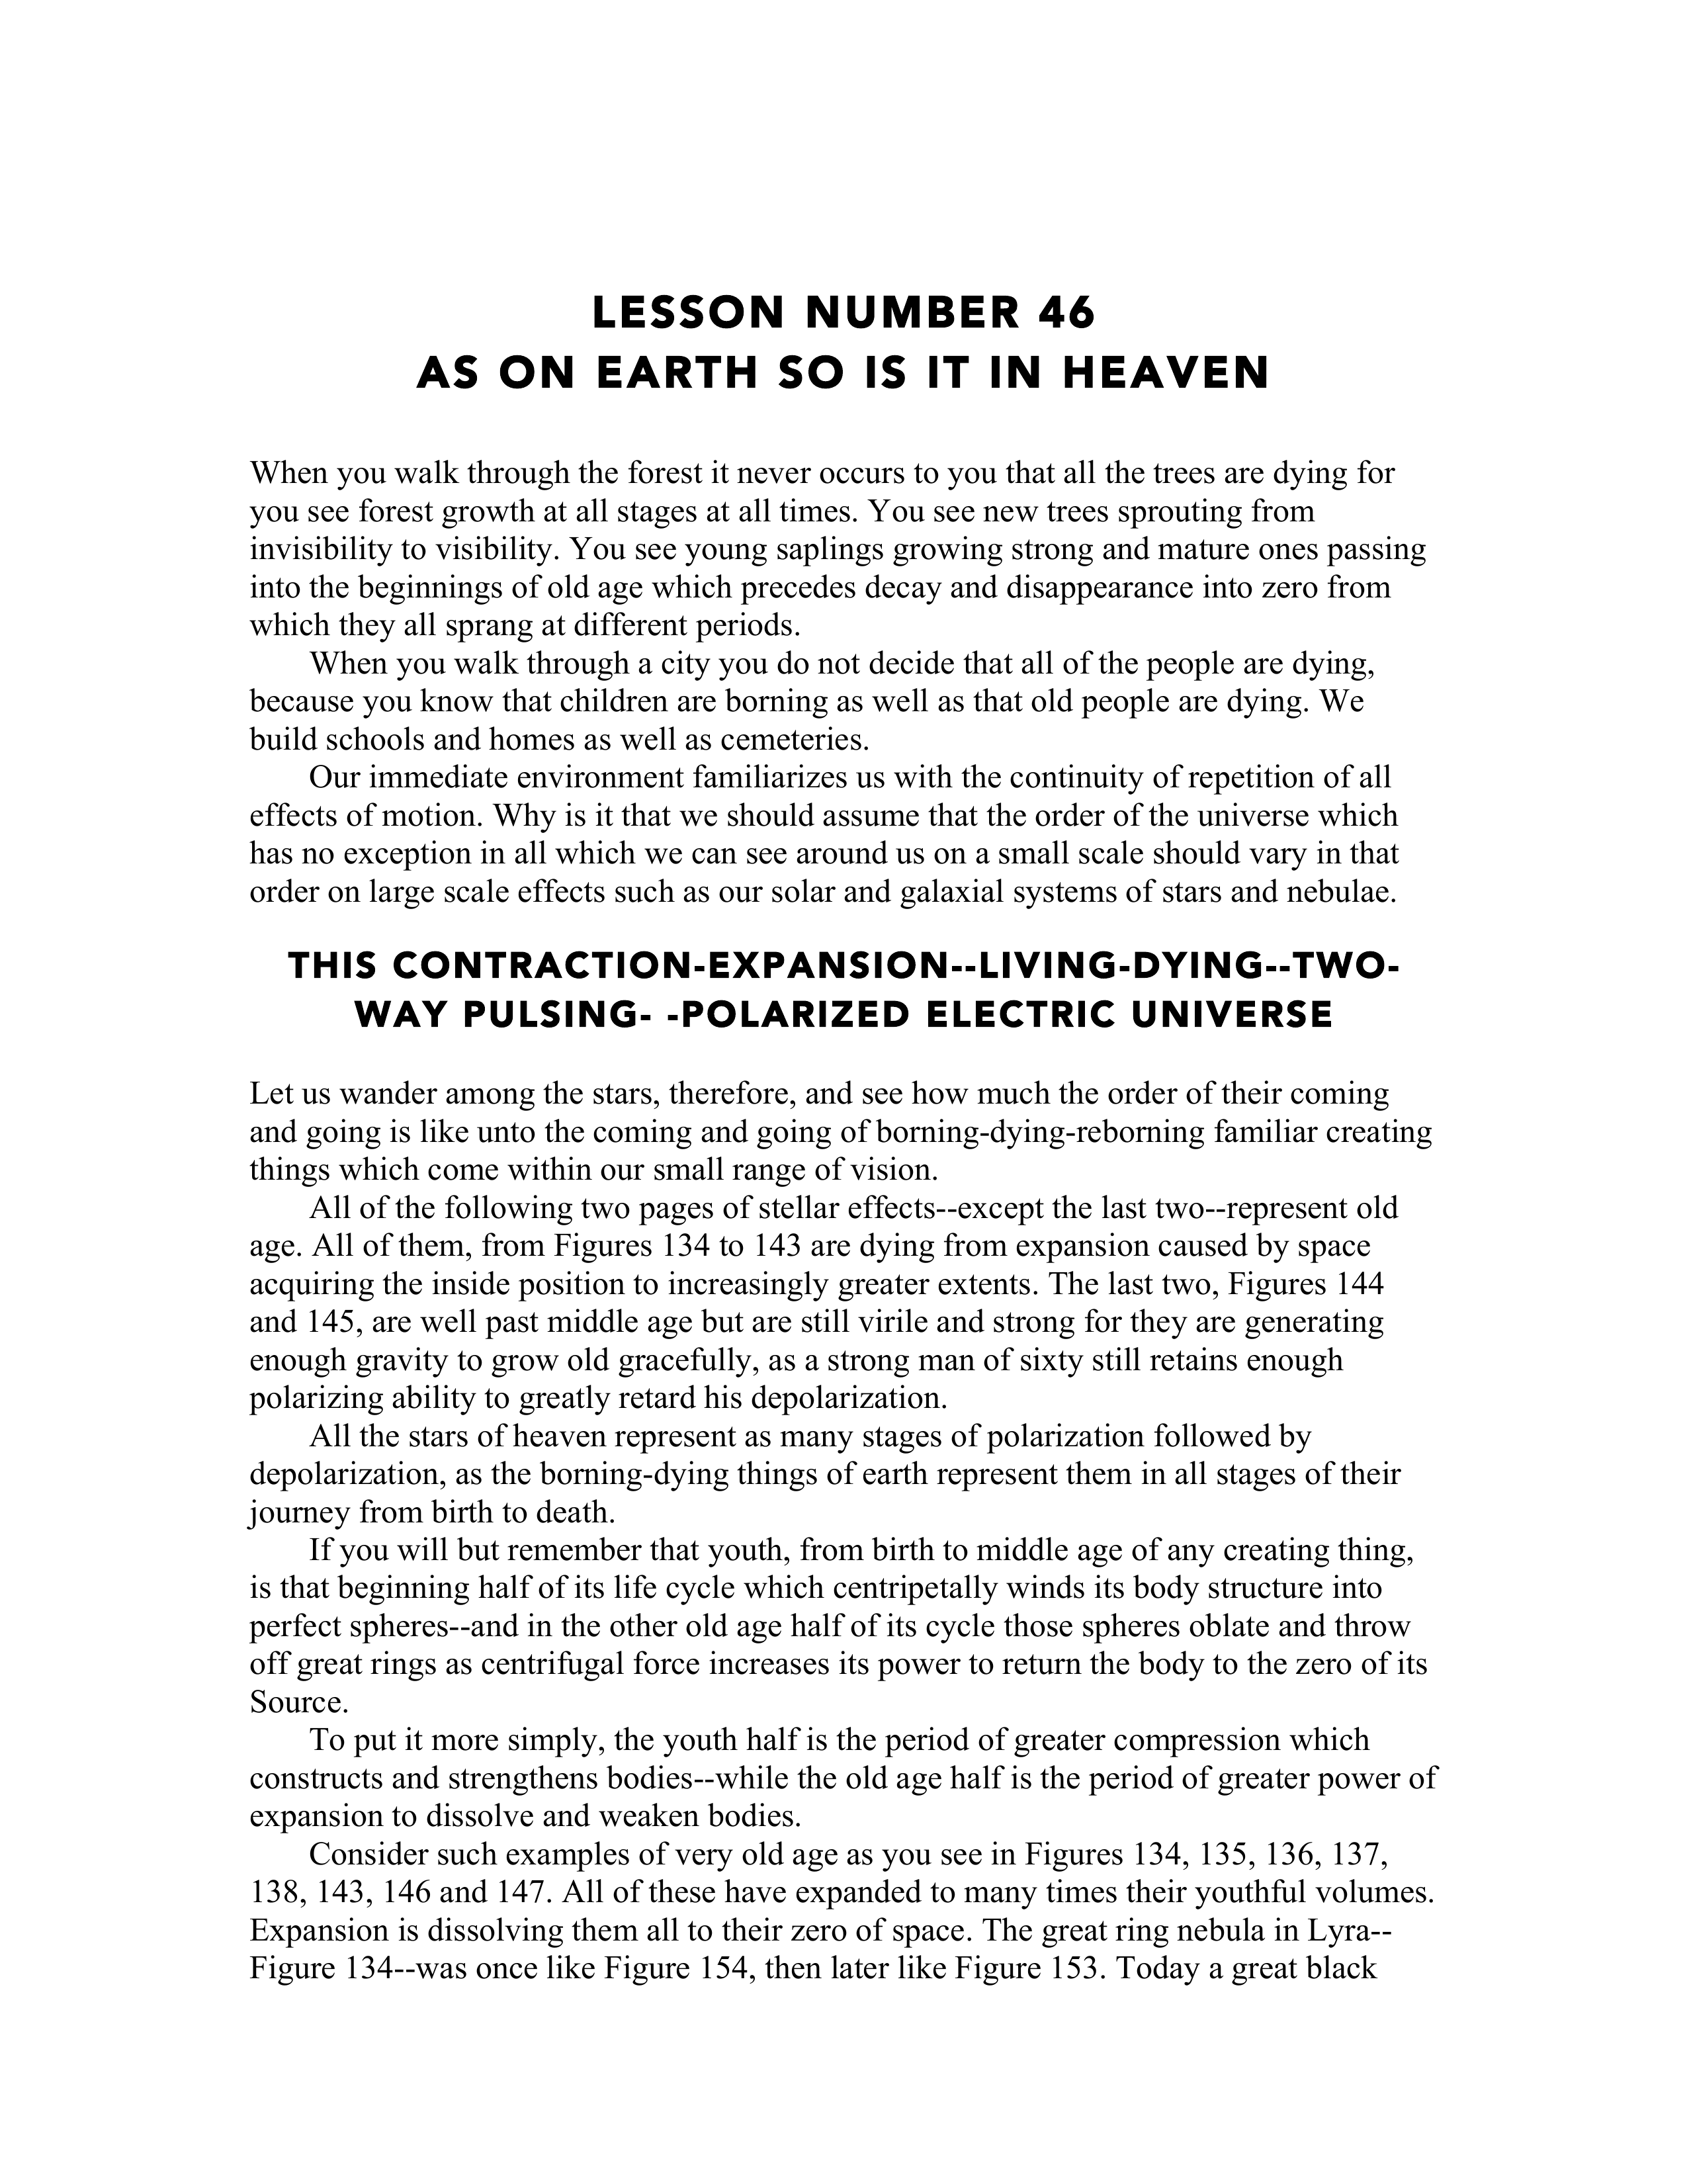 LESSON NUMBER 46
AS ON EARTH SO IS IT IN HEAVEN
When you walk through the forest it never occurs to you that all the trees are dying for
you see forest growth at all stages at all times. You see new trees sprouting from
invisibility to visibility. You see young saplings growing strong and mature ones passing
into the beginnings of old age which precedes decay and disappearance into zero from
which they all sprang at different periods.
When you walk through a city you do not decide that all of the people are dying,
because you know that children are borning as well as that old people are dying. We
build schools and homes as well as cemeteries.
Our immediate environment familiarizes us with the continuity of repetition of all
effects of motion. Why is it that we should assume that the order of the universe which
has no exception in all which we can see around us on a small scale should vary in that
order on large scale effects such as our solar and galaxial systems of stars and nebulae.
THIS CONTRACTION-EXPANSION--LIVING-DYING--TWO-
WAY PULSING- -POLARIZED ELECTRIC UNIVERSE
Let us wander among the stars, therefore, and see how much the order of their coming
and going is like unto the coming and going of borning-dying-reborning familiar creating
things which come within our small range of vision.
All of the following two pages of stellar effects--except the last two--represent old
age. All of them, from Figures 134 to 143 are dying from expansion caused by space
acquiring the inside position to increasingly greater extents. The last two, Figures 144
and 145, are well past middle age but are still virile and strong for they are generating
enough gravity to grow old gracefully, as a strong man of sixty still retains enough
polarizing ability to greatly retard his depolarization.
All the stars of heaven represent as many stages of polarization followed by
depolarization, as the borning-dying things of earth represent them in all stages of their
journey from birth to death.
If you will but remember that youth, from birth to middle age of any creating thing,
is that beginning half of its life cycle which centripetally winds its body structure into
perfect spheres--and in the other old age half of its cycle those spheres oblate and throw
off great rings as centrifugal force increases its power to return the body to the zero of its
Source.
To put it more simply, the youth half is the period of greater compression which
constructs and strengthens bodies--while the old age half is the period of greater power of
expansion to dissolve and weaken bodies.
Consider such examples of very old age as you see in Figures 134, 135, 136, 137,
138, 143, 146 and 147. All of these have expanded to many times their youthful volumes.
Expansion is dissolving them all to their zero of space. The great ring nebula in Lyra--
Figure 134--was once like Figure 154, then later like Figure 153. Today a great black